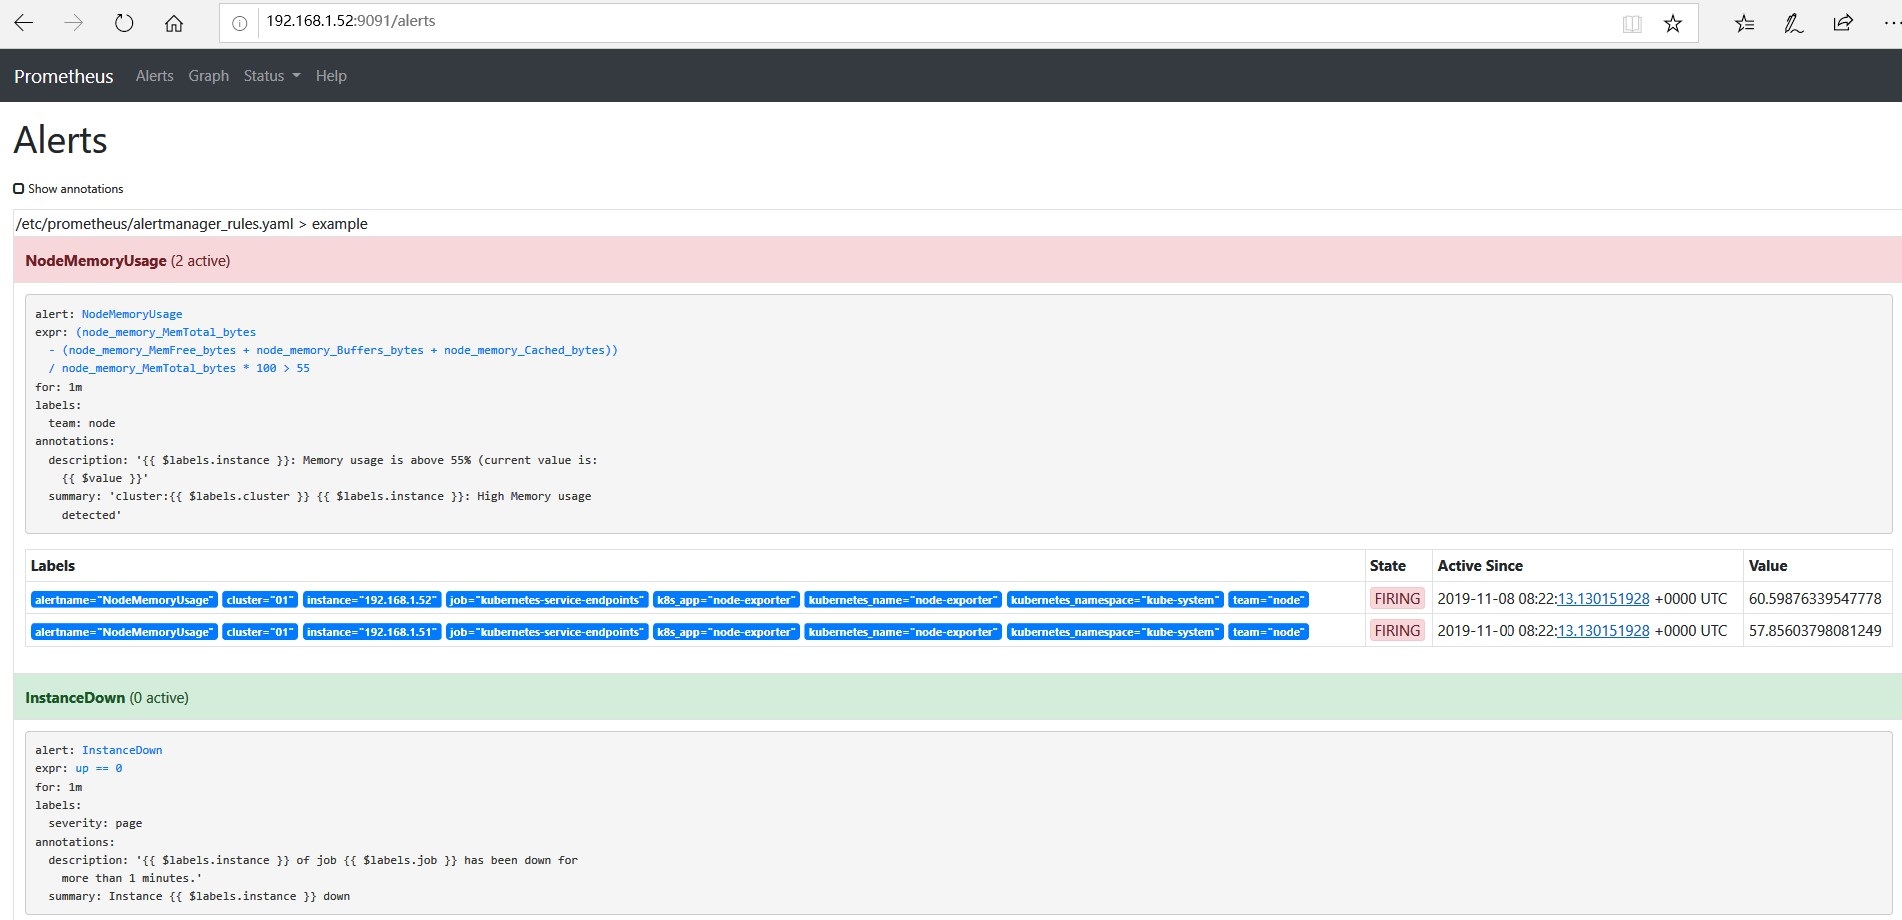 192.168.1.52:9091/alerts
Prometheus Alerts Graph Status Help
Alerts
Show annotations
/etc/prometheus/alertmanager_rules.yaml > example
NodeMemoryUsage (2 active)
alert: NodeMemoryUsage
expr: (node_memory_MemTotal_bytes
- (node_memory_MemFree_bytes + node_memory_Buffers_bytes + node_memory_Cached_bytes))
/ node_memory_MemTotal_bytes * 100 > 55
for: 1m
labels:
team: node
annotations:
description: '{{ $labels.instance }}: Memory usage is above 55% (current value is:
{{ $value }}'
summary: 'cluster:{{ $labels.cluster }} {{ $labels.instance }}: High Memory usage
detected'
Labels State Active Since Value
alertname="NodeMemoryUsage" cluster="01" instance="192.168.1.52" job="kubernetes-service-endpoints" k8s_app="node-exporter" kubernetes_name="node-exporter" kubernetes_namespace="kube-system" team="node" FIRING 2019-11-08 08:22:13.130151928 +0000 UTC 60.59876339547778
alertname="NodeMemoryUsage" cluster="01" instance="192.168.1.51" job="kubernetes-service-endpoints" k8s_app="node-exporter" kubernetes_name="node-exporter" kubernetes_namespace="kube-system" team="node" FIRING 2019-11-00 08:22:13.130151928 +0000 UTC 57.85603798081249
InstanceDown (0 active)
alert: InstanceDown
expr: up == 0
for: 1m
labels:
severity: page
annotations:
description: '{{ $labels.instance }} of job {{ $labels.job }} has been down for
more than 1 minutes.'
summary: Instance {{ $labels.instance }} down